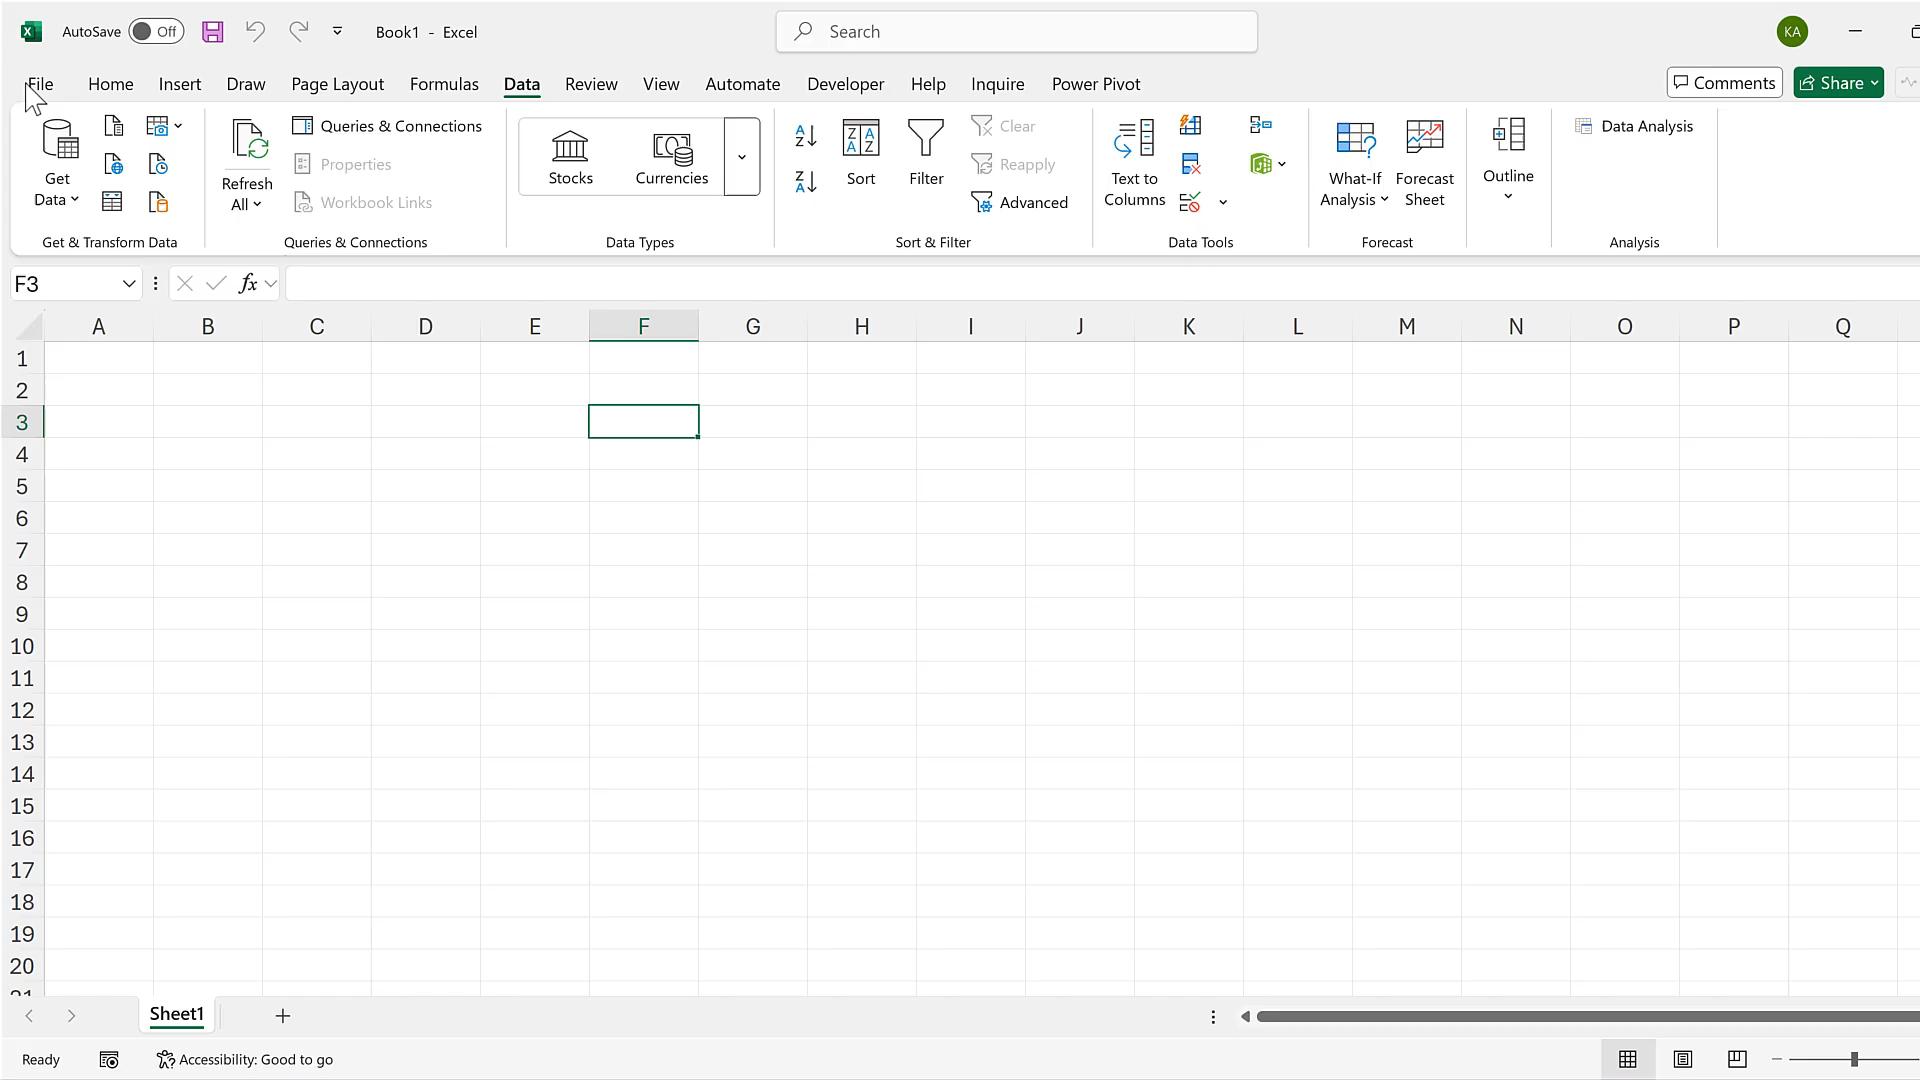 AutoSave Off Book1 - Excel Search KA
File Home Insert Draw Page Layout Formulas Data Review View Automate Developer Help Inquire Power Pivot Comments Share
Get Data
Refresh All
Queries & Connections
Properties
Workbook Links
Stocks
Currencies
Sort
Filter
Clear
Reapply
Advanced
Text to Columns
What-If Analysis
Forecast Sheet
Outline
Data Analysis
Get & Transform Data
Queries & Connections
Data Types
Sort & Filter
Data Tools
Forecast
Analysis
F3 fx
A B C D E F G H I J K L M N O P Q
1
2
3
4
5
6
7
8
9
10
11
12
13
14
15
16
17
18
19
20
21
Sheet1
Ready Accessibility: Good to go